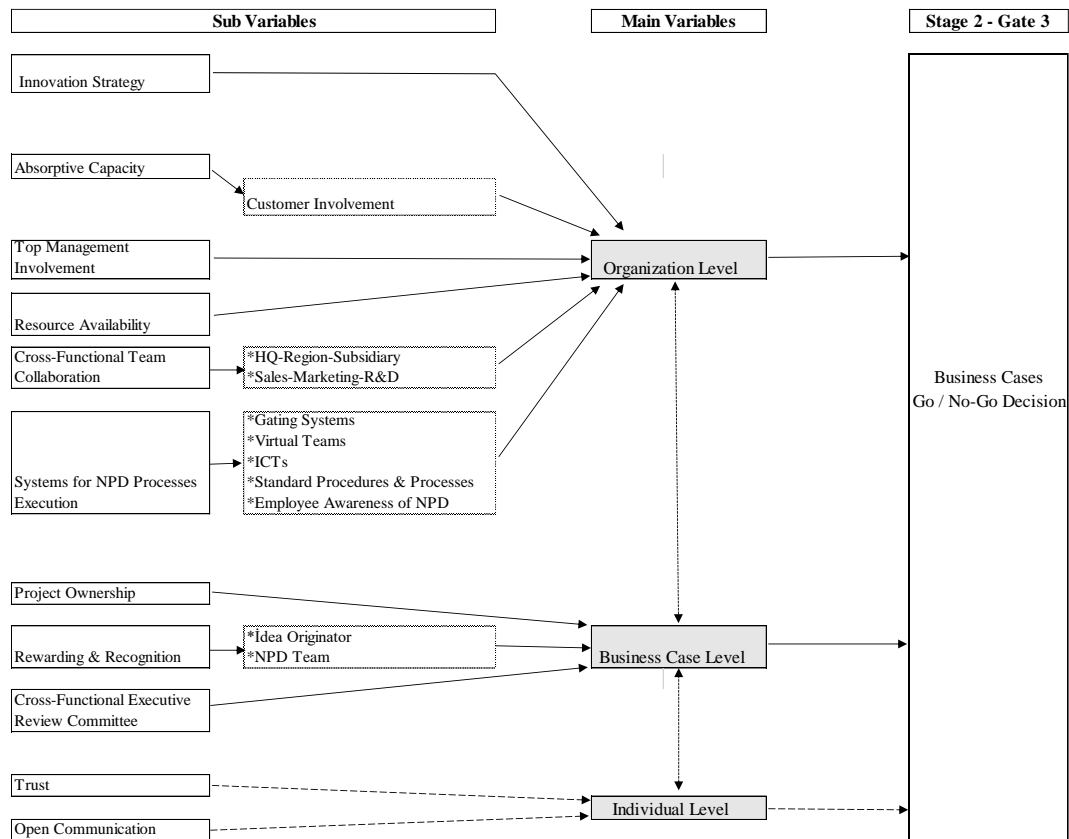 Sub Variables
Main Variables
Stage 2 - Gate 3
Innovation Strategy
Absorptive Capacity
Customer Involvement
Top Management
Involvement
Organization Level
Resource Availability
Cross-Functional Team
Collaboration
*HQ-Region-Subsidiary
*Sales-Marketing-R&D
Business Cases
Go / No-Go Decision
Systems for NPD Processes
Execution
*Gating Systems
*Virtual Teams
*ICTs
*Standard Procedures & Processes
*Employee Awareness of NPD
Project Ownership
Rewarding & Recognition
*İdea Originator
*NPD Team
Business Case Level
Cross-Functional Executive
Review Committee
Trust
Individual Level
Open Communication